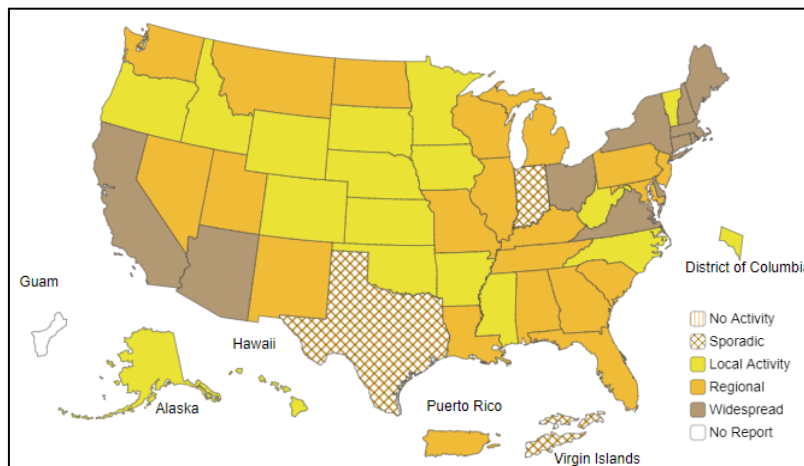 Guam
District of Columbia
Hawaii
Alaska
Puerto Rico
Virgin Islands
No Activity
Sporadic
Local Activity
Regional
Widespread
No Report